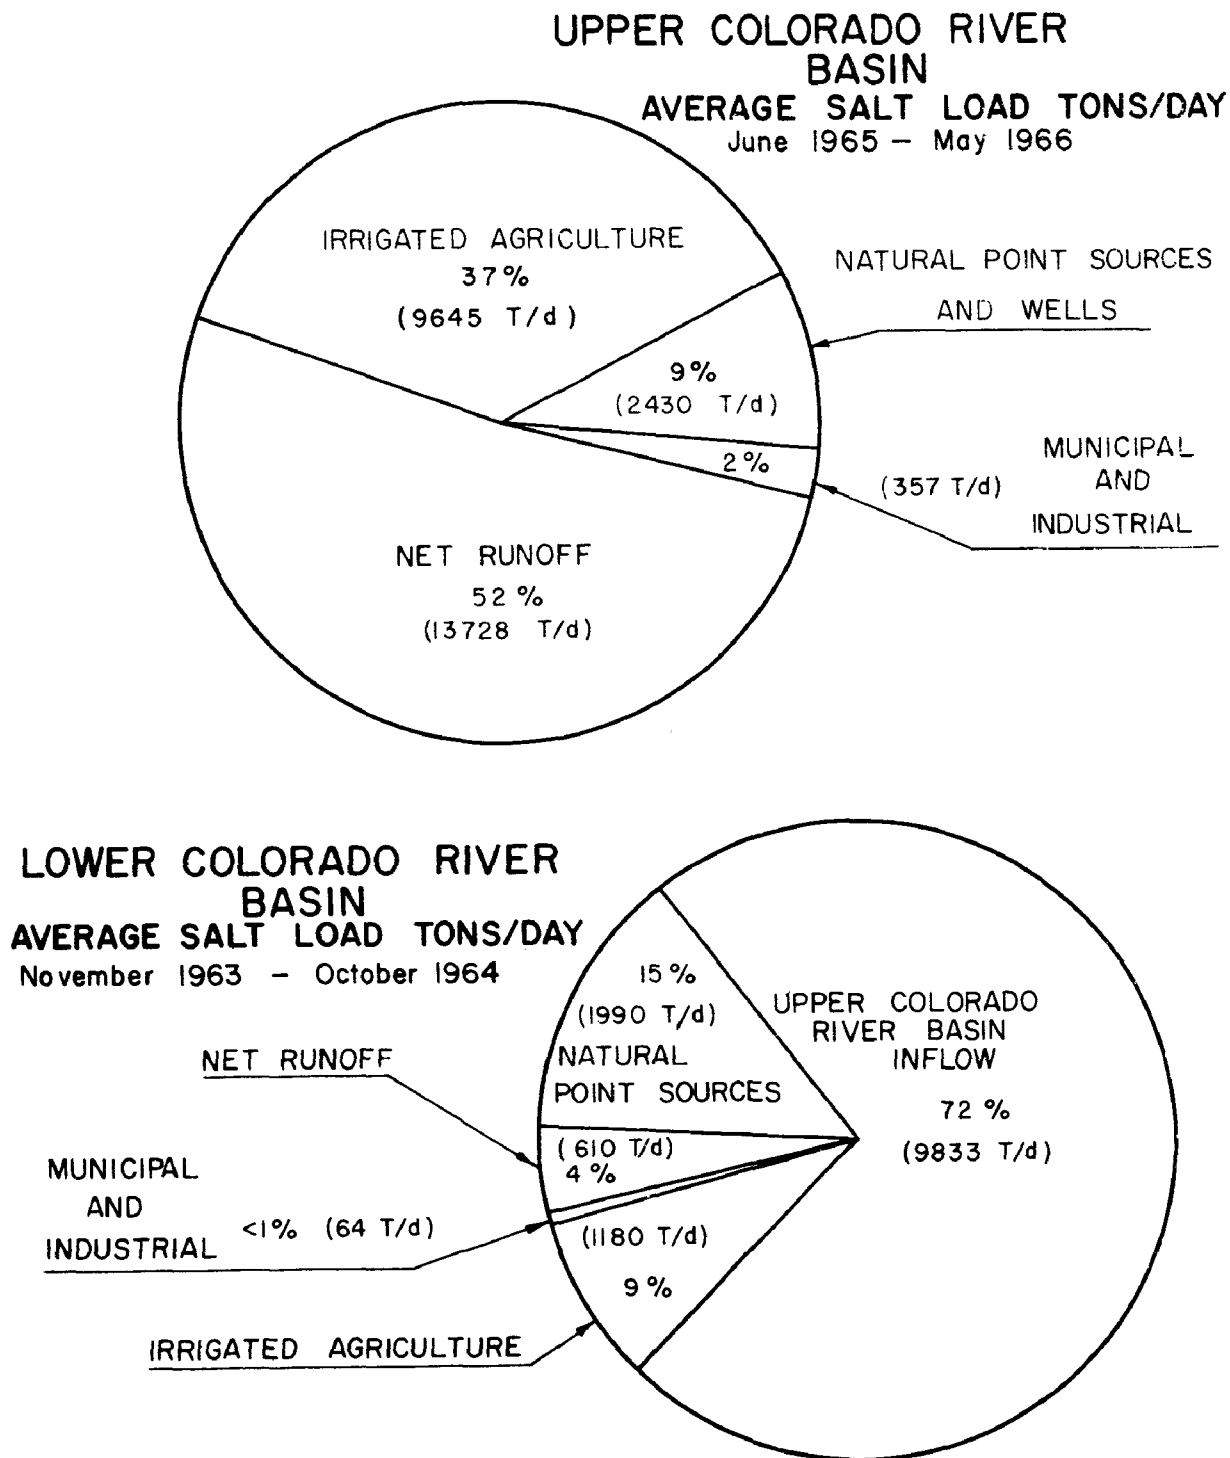 UPPER COLORADO RIVER
BASIN
AVERAGE SALT LOAD TONS/DAY
June 1965 – May 1966
IRRIGATED AGRICULTURE
37%
(9645 T/d)
NATURAL POINT SOURCES
AND WELLS
9%
(2430 T/d)
2%
(357 T/d)
MUNICIPAL
AND
INDUSTRIAL
NET RUNOFF
52%
(13728 T/d)
LOWER COLORADO RIVER
BASIN
AVERAGE SALT LOAD TONS/DAY
November 1963 – October 1964
15%
(1990 T/d)
NATURAL
POINT SOURCES
UPPER COLORADO
RIVER BASIN
INFLOW
72%
(9833 T/d)
NET RUNOFF
(610 T/d)
4%
MUNICIPAL
AND
INDUSTRIAL
<1% (64 T/d)
(1180 T/d)
9%
IRRIGATED AGRICULTURE